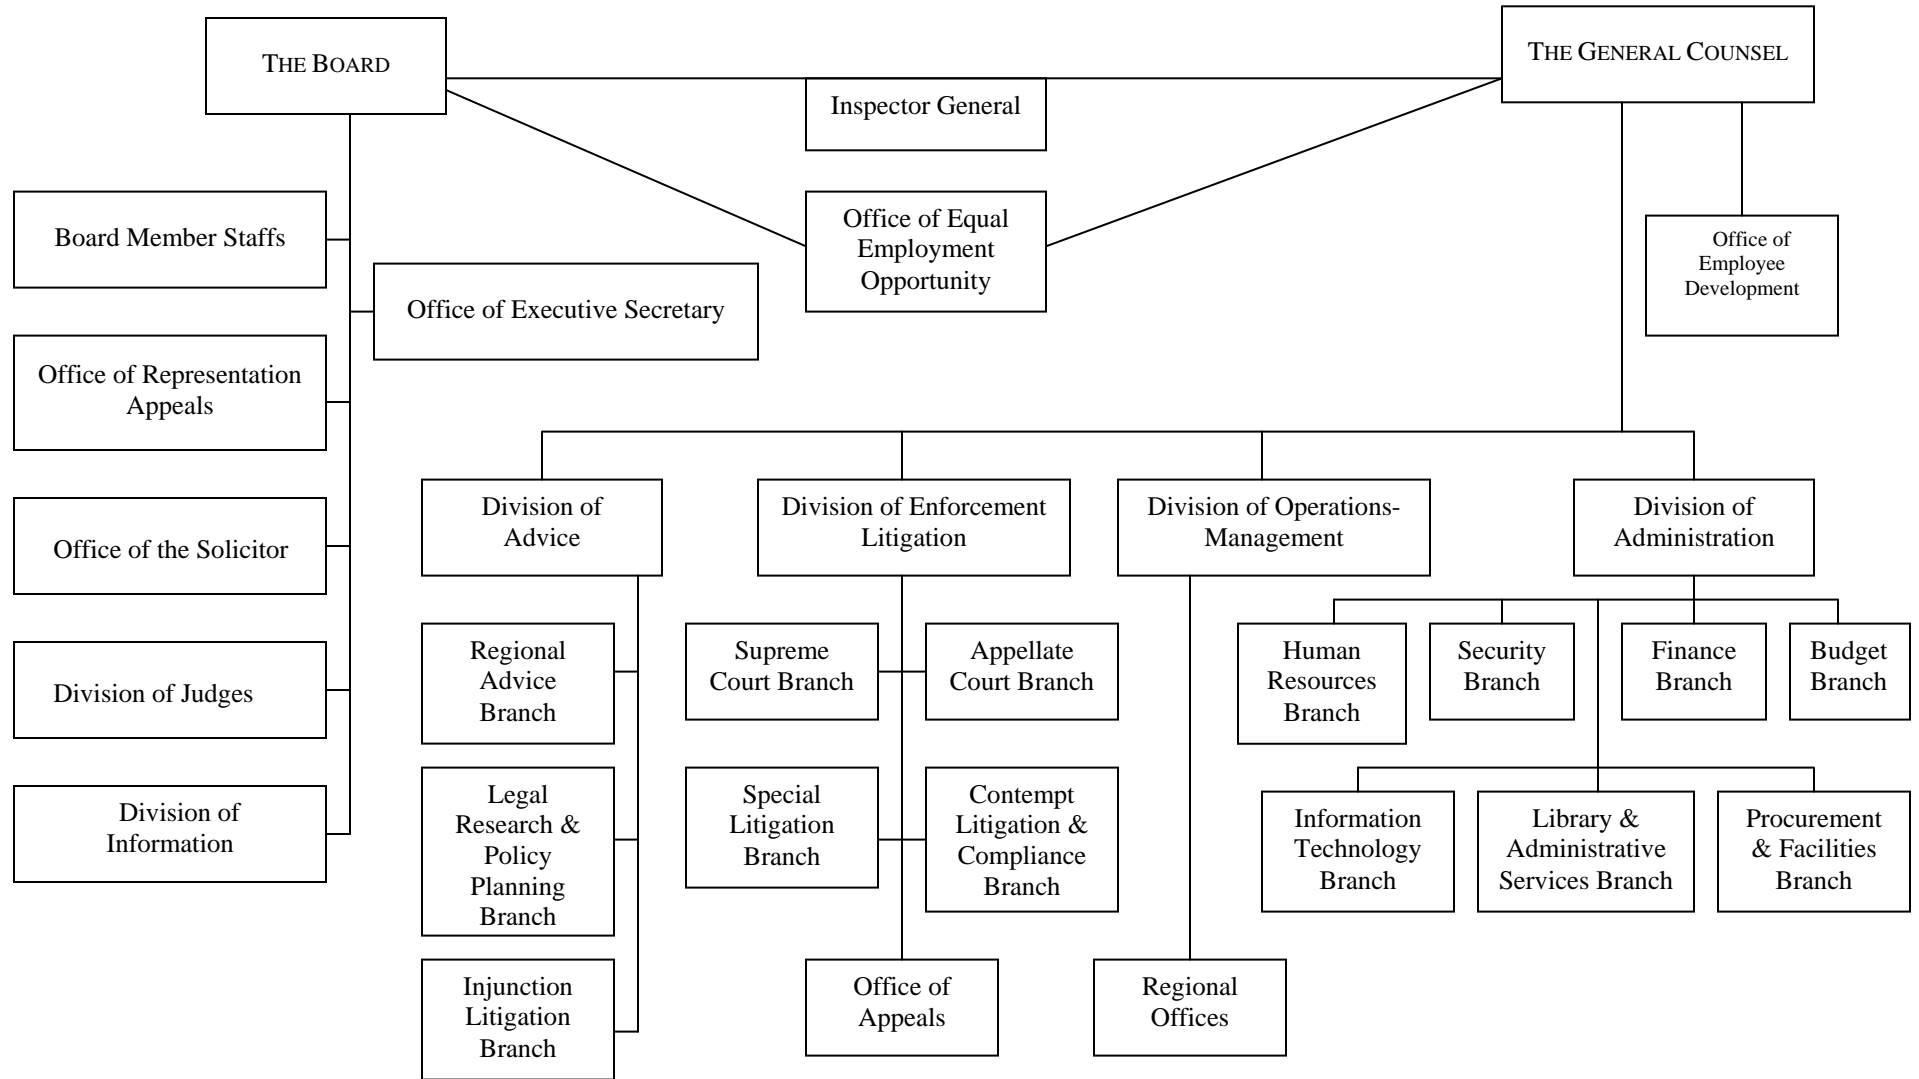 THE BOARD
THE GENERAL COUNSEL
Inspector General
Office of Equal
Employment
Opportunity
Office of
Employee
Development
Board Member Staffs
Office of Executive Secretary
Office of Representation
Appeals
Office of the Solicitor
Division of Judges
Division of
Information
Division of
Advice
Division of Enforcement
Litigation
Division of Operations-
Management
Division of
Administration
Regional
Advice
Branch
Legal
Research &
Policy
Planning
Branch
Injunction
Litigation
Branch
Supreme
Court Branch
Appellate
Court Branch
Special
Litigation
Branch
Contempt
Litigation &
Compliance
Branch
Office of
Appeals
Regional
Offices
Human
Resources
Branch
Security
Branch
Finance
Branch
Budget
Branch
Information
Technology
Branch
Library &
Administrative
Services Branch
Procurement
& Facilities
Branch